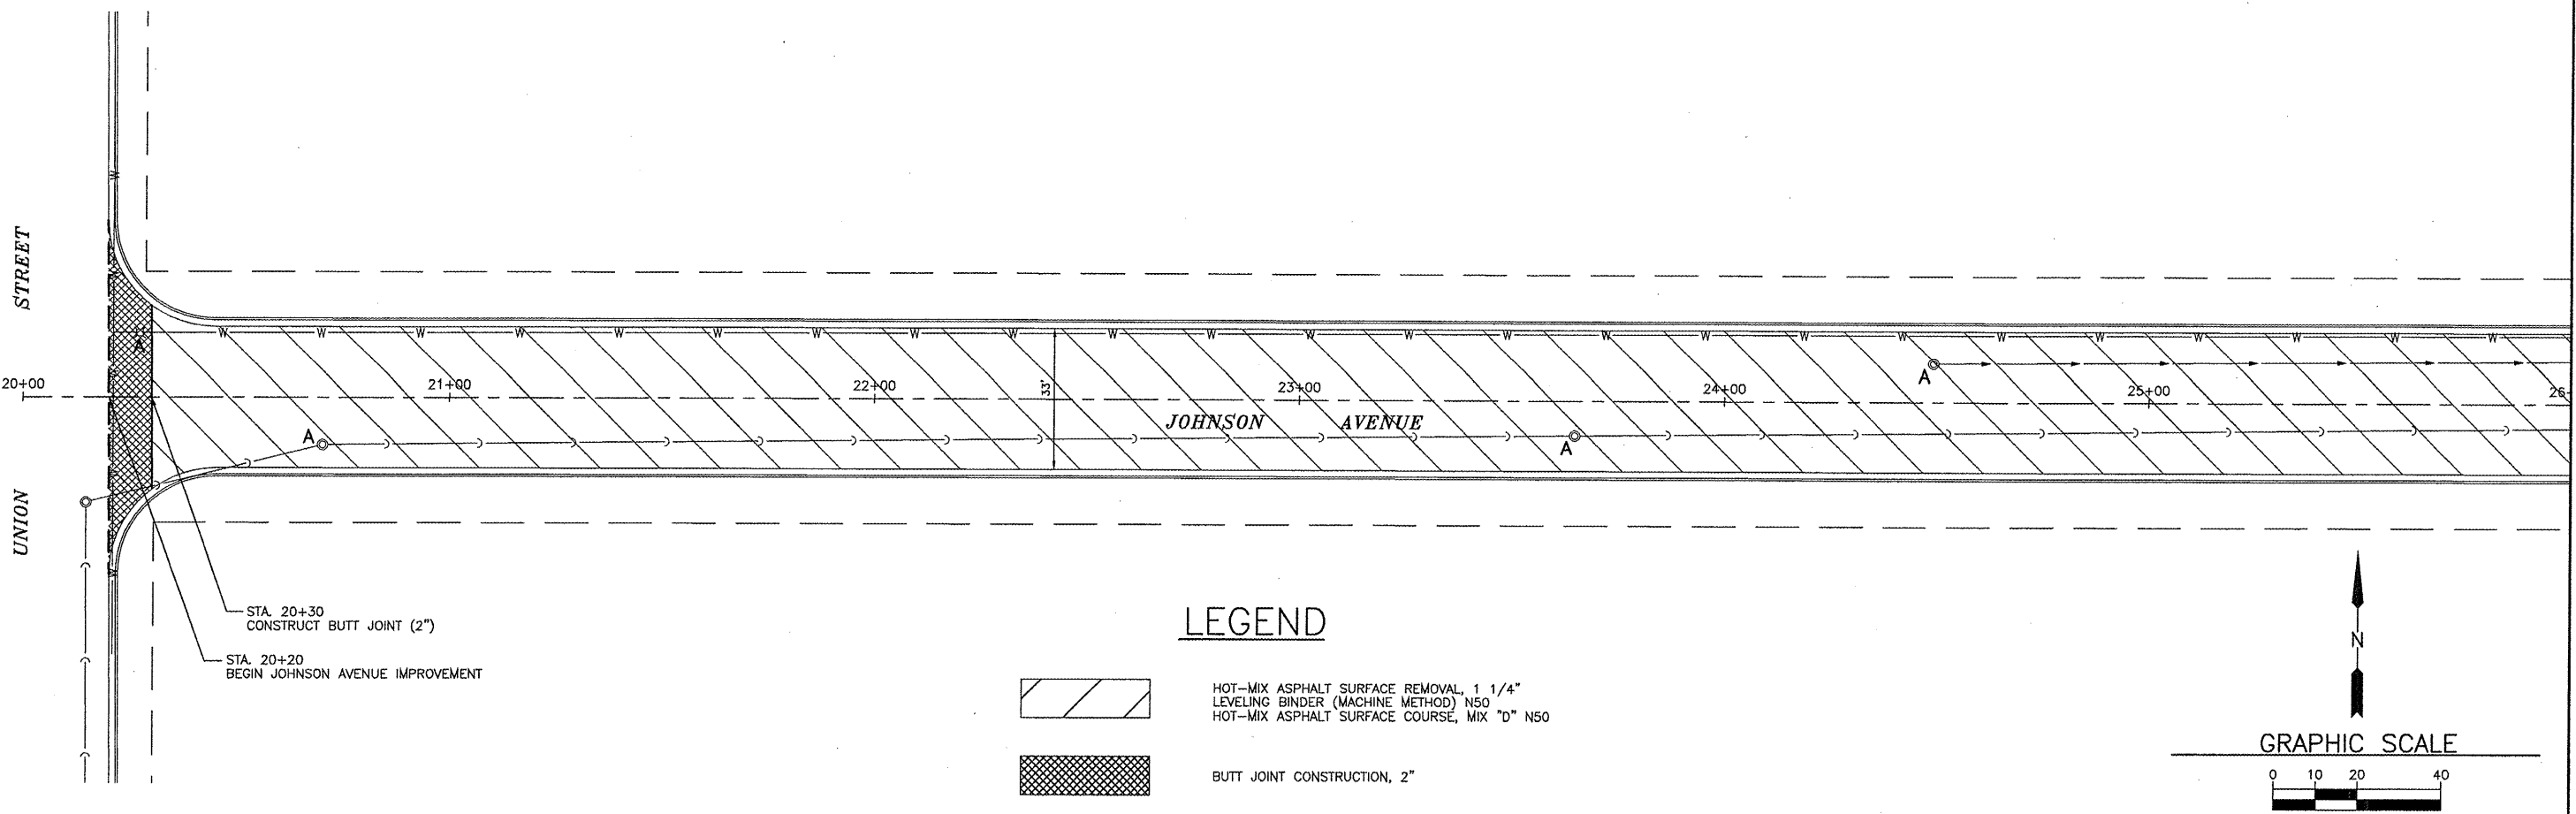 STREET
UNION
20+00
21+00
22+00
23+00
24+00
25+00
26
33'
JOHNSON AVENUE
A
A
A
A
W W W W W W W W W W W W W W W W W W W W W W W W
W
W
STA. 20+30
CONSTRUCT BUTT JOINT (2")
STA. 20+20
BEGIN JOHNSON AVENUE IMPROVEMENT
LEGEND
HOT-MIX ASPHALT SURFACE REMOVAL, 1 1/4"
LEVELING BINDER (MACHINE METHOD) N50
HOT-MIX ASPHALT SURFACE COURSE, MIX "D" N50
BUTT JOINT CONSTRUCTION, 2"
N
GRAPHIC SCALE
0 10 20 40